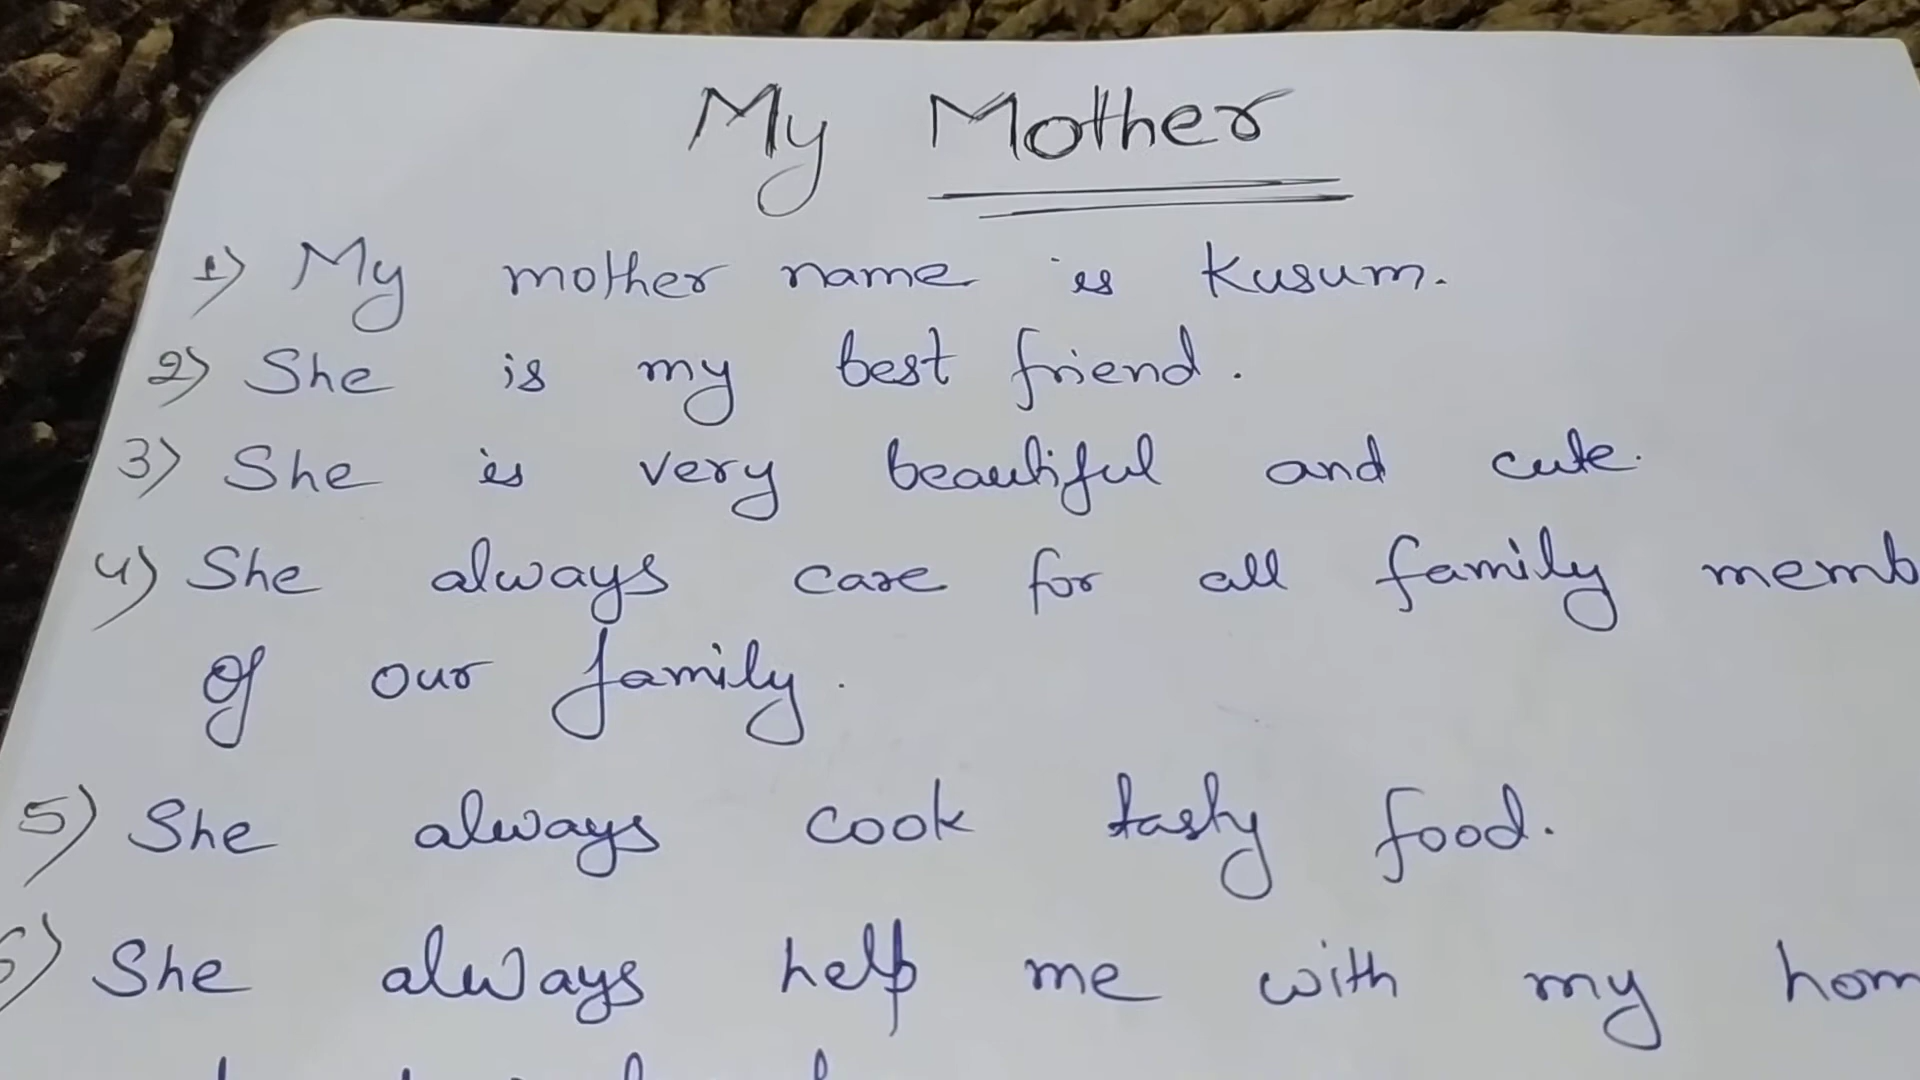 My Mother
1) My mother name is Kusum.
2) She is my best friend.
3) She is very beautiful and cute.
4) She always care for all family memb
of our family.
5) She always cook tasty food.
6) She always help me with my hom